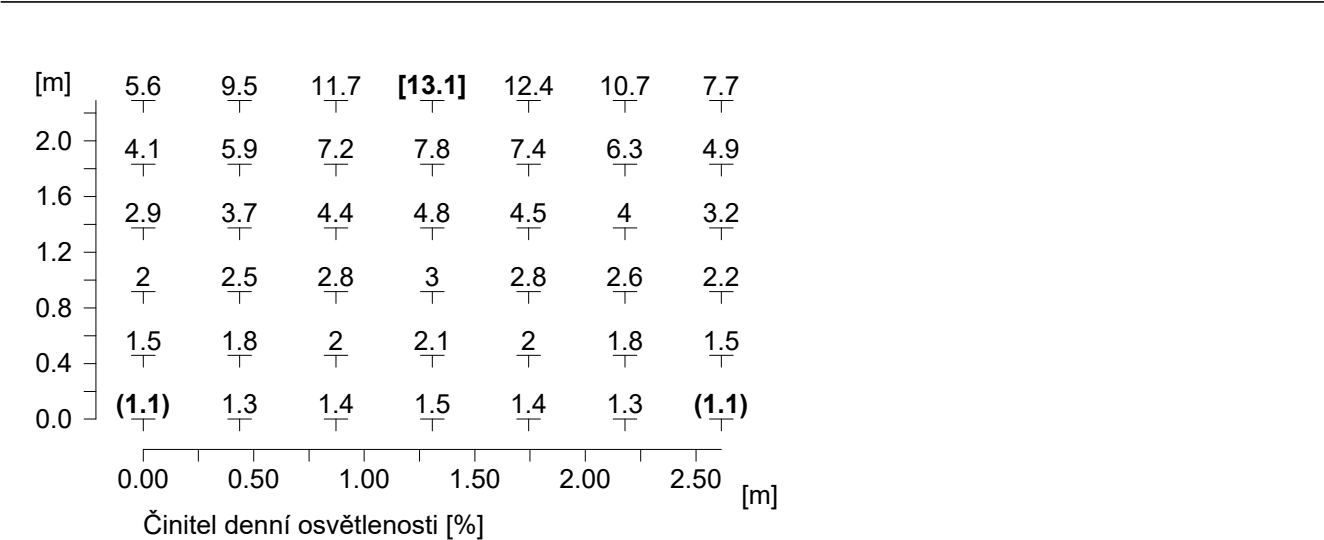 [m] 5.6 9.5 11.7 [13.1] 12.4 10.7 7.7
2.0 4.1 5.9 7.2 7.8 7.4 6.3 4.9
1.6 2.9 3.7 4.4 4.8 4.5 4 3.2
1.2 2 2.5 2.8 3 2.8 2.6 2.2
0.8 1.5 1.8 2 2.1 2 1.8 1.5
0.4
0.0 (1.1) 1.3 1.4 1.5 1.4 1.3 (1.1)
0.00 0.50 1.00 1.50 2.00 2.50 [m]
Činitel denní osvětlenosti [%]